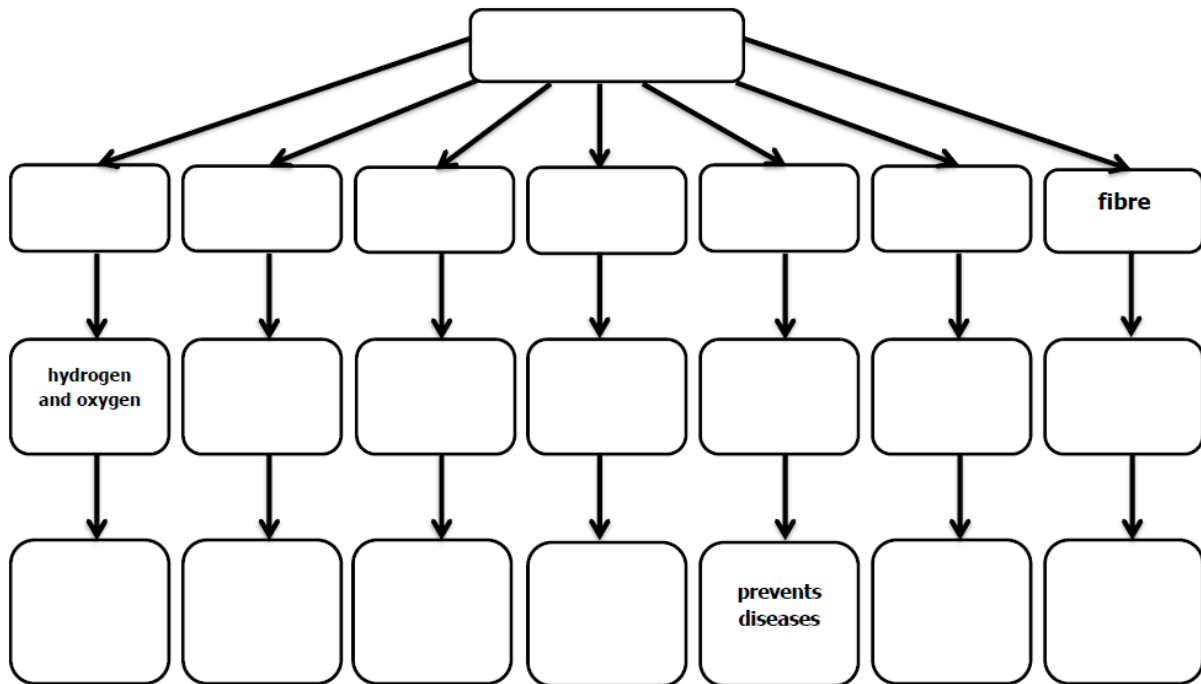 fibre
hydrogen
and oxygen
prevents
diseases